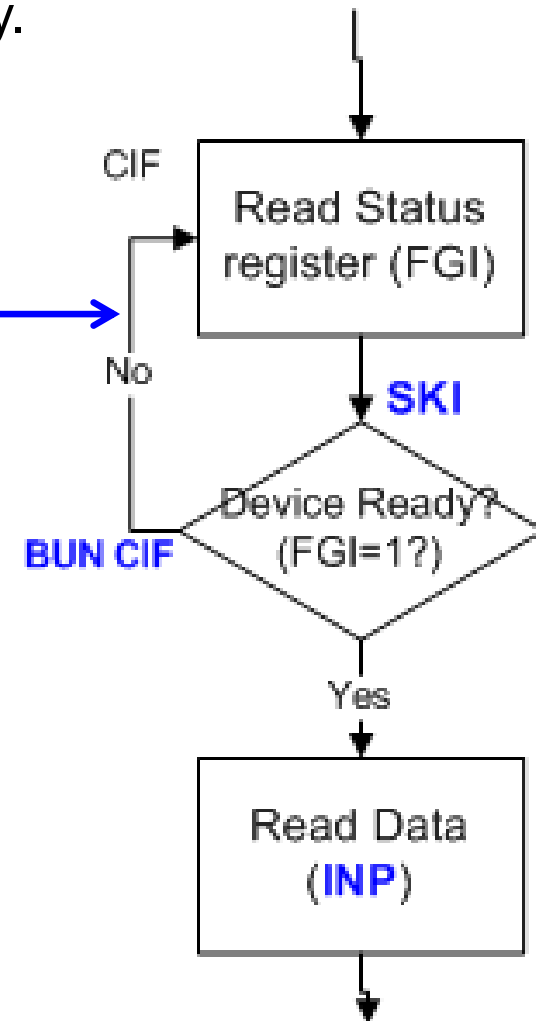 y.
CIF
Read Status
register (FGI)
No
SKI
Device Ready?
(FGI=1?)
BUN CIF
Yes
Read Data
(INP)